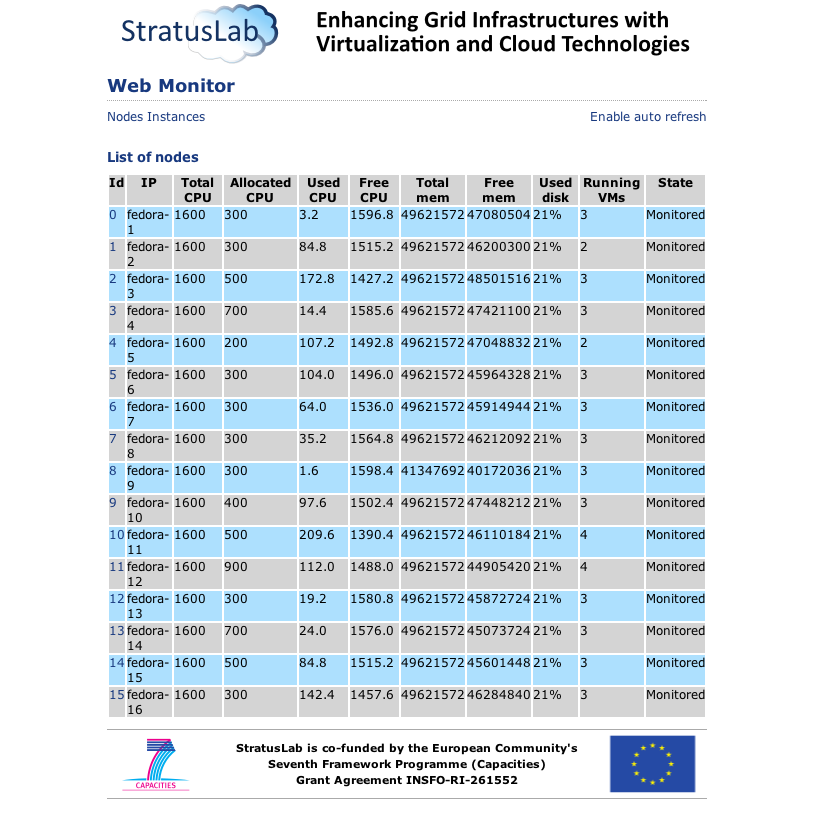 StratusLab
Enhancing Grid Infrastructures with
Virtualization and Cloud Technologies
Web Monitor
Nodes Instances Enable auto refresh
List of nodes
Id IP Total CPU Allocated CPU Used CPU Free CPU Total mem Free mem Used disk Running VMs State
0 fedora-1 1600 300 3.2 1596.8 49621572 47080504 21% 3 Monitored
1 fedora-2 1600 300 84.8 1515.2 49621572 46200300 21% 2 Monitored
2 fedora-3 1600 500 172.8 1427.2 49621572 48501516 21% 3 Monitored
3 fedora-4 1600 700 14.4 1585.6 49621572 47421100 21% 3 Monitored
4 fedora-5 1600 200 107.2 1492.8 49621572 47048832 21% 2 Monitored
5 fedora-6 1600 300 104.0 1496.0 49621572 45964328 21% 3 Monitored
6 fedora-7 1600 300 64.0 1536.0 49621572 45914944 21% 3 Monitored
7 fedora-8 1600 300 35.2 1564.8 49621572 46212092 21% 3 Monitored
8 fedora-9 1600 300 1.6 1598.4 41347692 40172036 21% 3 Monitored
9 fedora-10 1600 400 97.6 1502.4 49621572 47448212 21% 3 Monitored
10 fedora-11 1600 500 209.6 1390.4 49621572 46110184 21% 4 Monitored
11 fedora-12 1600 900 112.0 1488.0 49621572 44905420 21% 4 Monitored
12 fedora-13 1600 300 19.2 1580.8 49621572 45872724 21% 3 Monitored
13 fedora-14 1600 700 24.0 1576.0 49621572 45073724 21% 3 Monitored
14 fedora-15 1600 500 84.8 1515.2 49621572 45601448 21% 3 Monitored
15 fedora-16 1600 300 142.4 1457.6 49621572 46284840 21% 3 Monitored
7
CAPACITIES
StratusLab is co-funded by the European Community's
Seventh Framework Programme (Capacities)
Grant Agreement INSFO-RI-261552